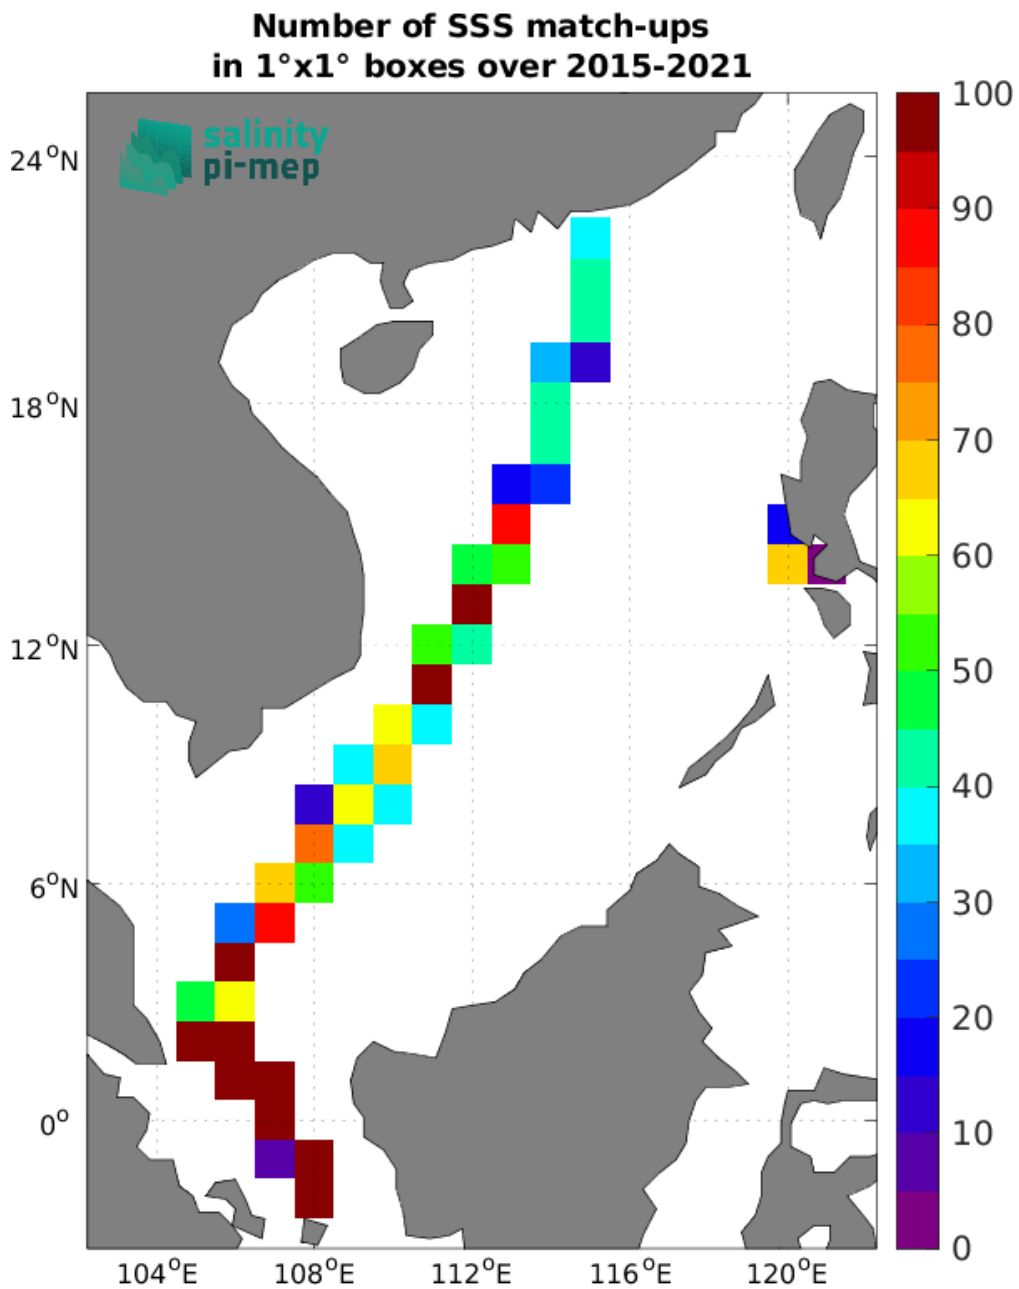 Number of SSS match-ups
in 1°x1° boxes over 2015-2021
salinity
pi-mep
24°N
18°N
12°N
6°N
0°
104°E 108°E 112°E 116°E 120°E
100
90
80
70
60
50
40
30
20
10
0